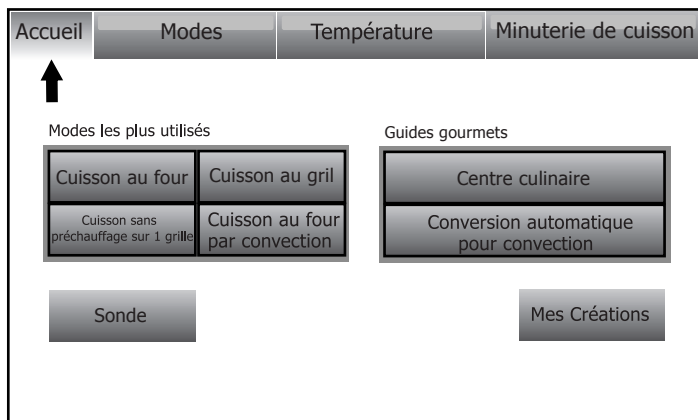 Accueil
Modes
Température
Minuterie de cuisson
Modes les plus utilisés
Cuisson au four
Cuisson au gril
Cuisson sans
préchauffage sur 1 grille
Cuisson au four
par convection
Guides gourmets
Centre culinaire
Conversion automatique
pour convection
Sonde
Mes Créations